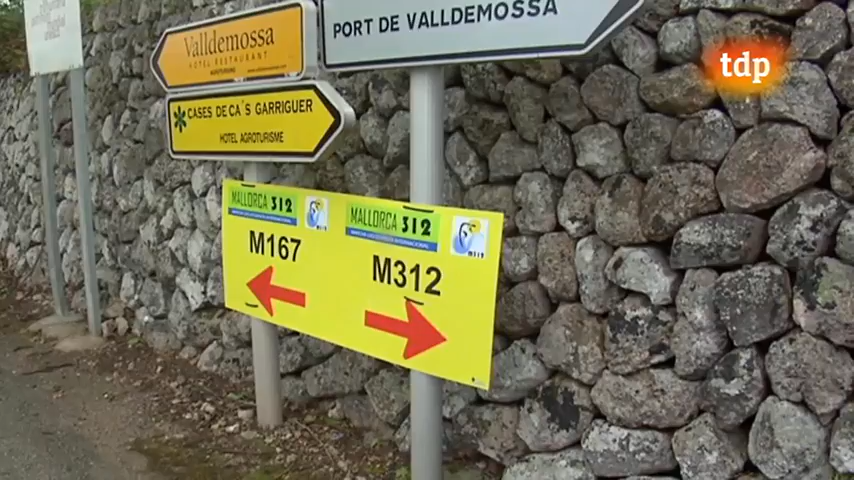 Valldemossa
HOTEL RESTAURANT
AGROTURISMO
PORT DE VALLDEMOSSA
tdp
CASES DE CA´S GARRIGUER
HOTEL AGROTURISME
MALLORCA 312
MALLORCA 312
M167
M312